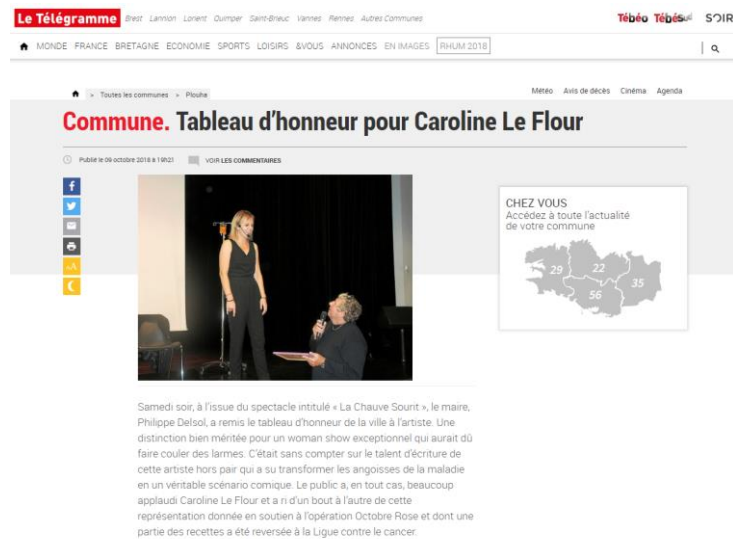 Le Télégramme Brest Lannion Lorient Quimper Saint-Brieuc Vannes Rennes Autres Communes Tébéo TébéSud SOIR
MONDE FRANCE BRETAGNE ECONOMIE SPORTS LOISIRS &VOUS ANNONCES EN IMAGES RHUM 2018
» Toutes les communes » Plouha
Météo Avis de décès Cinéma Agenda
Commune. Tableau d'honneur pour Caroline Le Flour
Publié le 09 octobre 2018 à 19h21 VOIR LES COMMENTAIRES
CHEZ VOUS
Accédez à toute l'actualité
de votre commune
29 22
56 35
AA
Samedi soir, à l'issue du spectacle intitulé « La Chauve Sourit », le maire,
Philippe Delsol, a remis le tableau d'honneur de la ville à l'artiste. Une
distinction bien méritée pour un woman show exceptionnel qui aurait dû
faire couler des larmes. C'était sans compter sur le talent d'écriture de
cette artiste hors pair qui a su transformer les angoisses de la maladie
en un véritable scénario comique. Le public a, en tout cas, beaucoup
applaudi Caroline Le Flour et a ri d'un bout à l'autre de cette
représentation donnée en soutien à l'opération Octobre Rose et dont une
partie des recettes a été reversée à la Ligue contre le cancer.